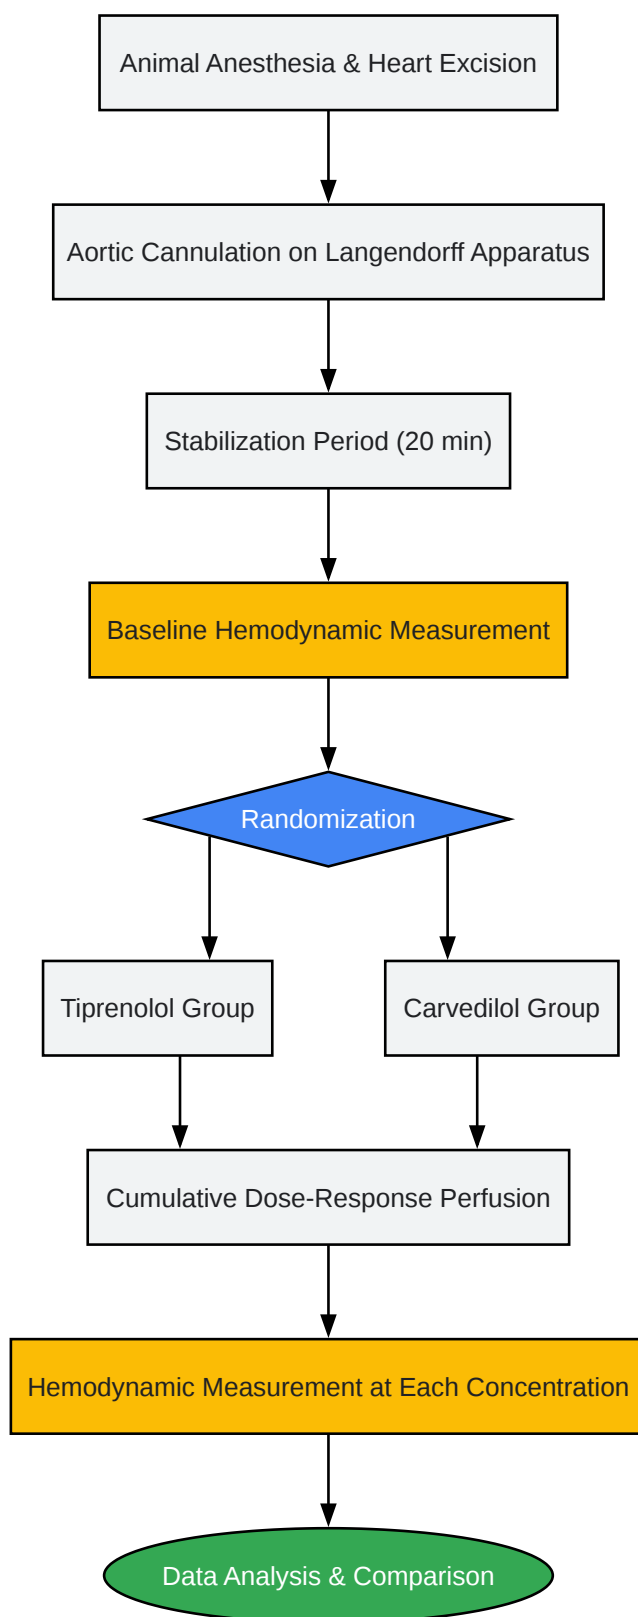 Animal Anesthesia & Heart Excision
Aortic Cannulation on Langendorff Apparatus
Stabilization Period (20 min)
Baseline Hemodynamic Measurement
Randomization
Tiprenolol Group
Carvedilol Group
Cumulative Dose-Response Perfusion
Hemodynamic Measurement at Each Concentration
Data Analysis & Comparison